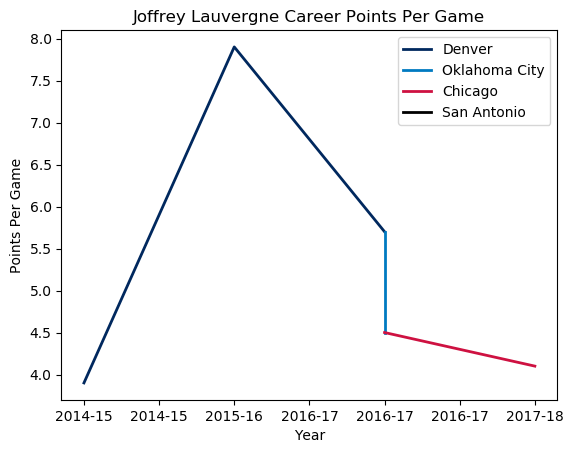 Joffrey Lauvergne Career Points Per Game
Denver
Oklahoma City
Chicago
San Antonio
8.0
7.5
7.0
6.5
6.0
5.5
5.0
4.5
4.0
Points Per Game
2014-15 2014-15 2015-16 2016-17 2016-17 2016-17 2017-18
Year